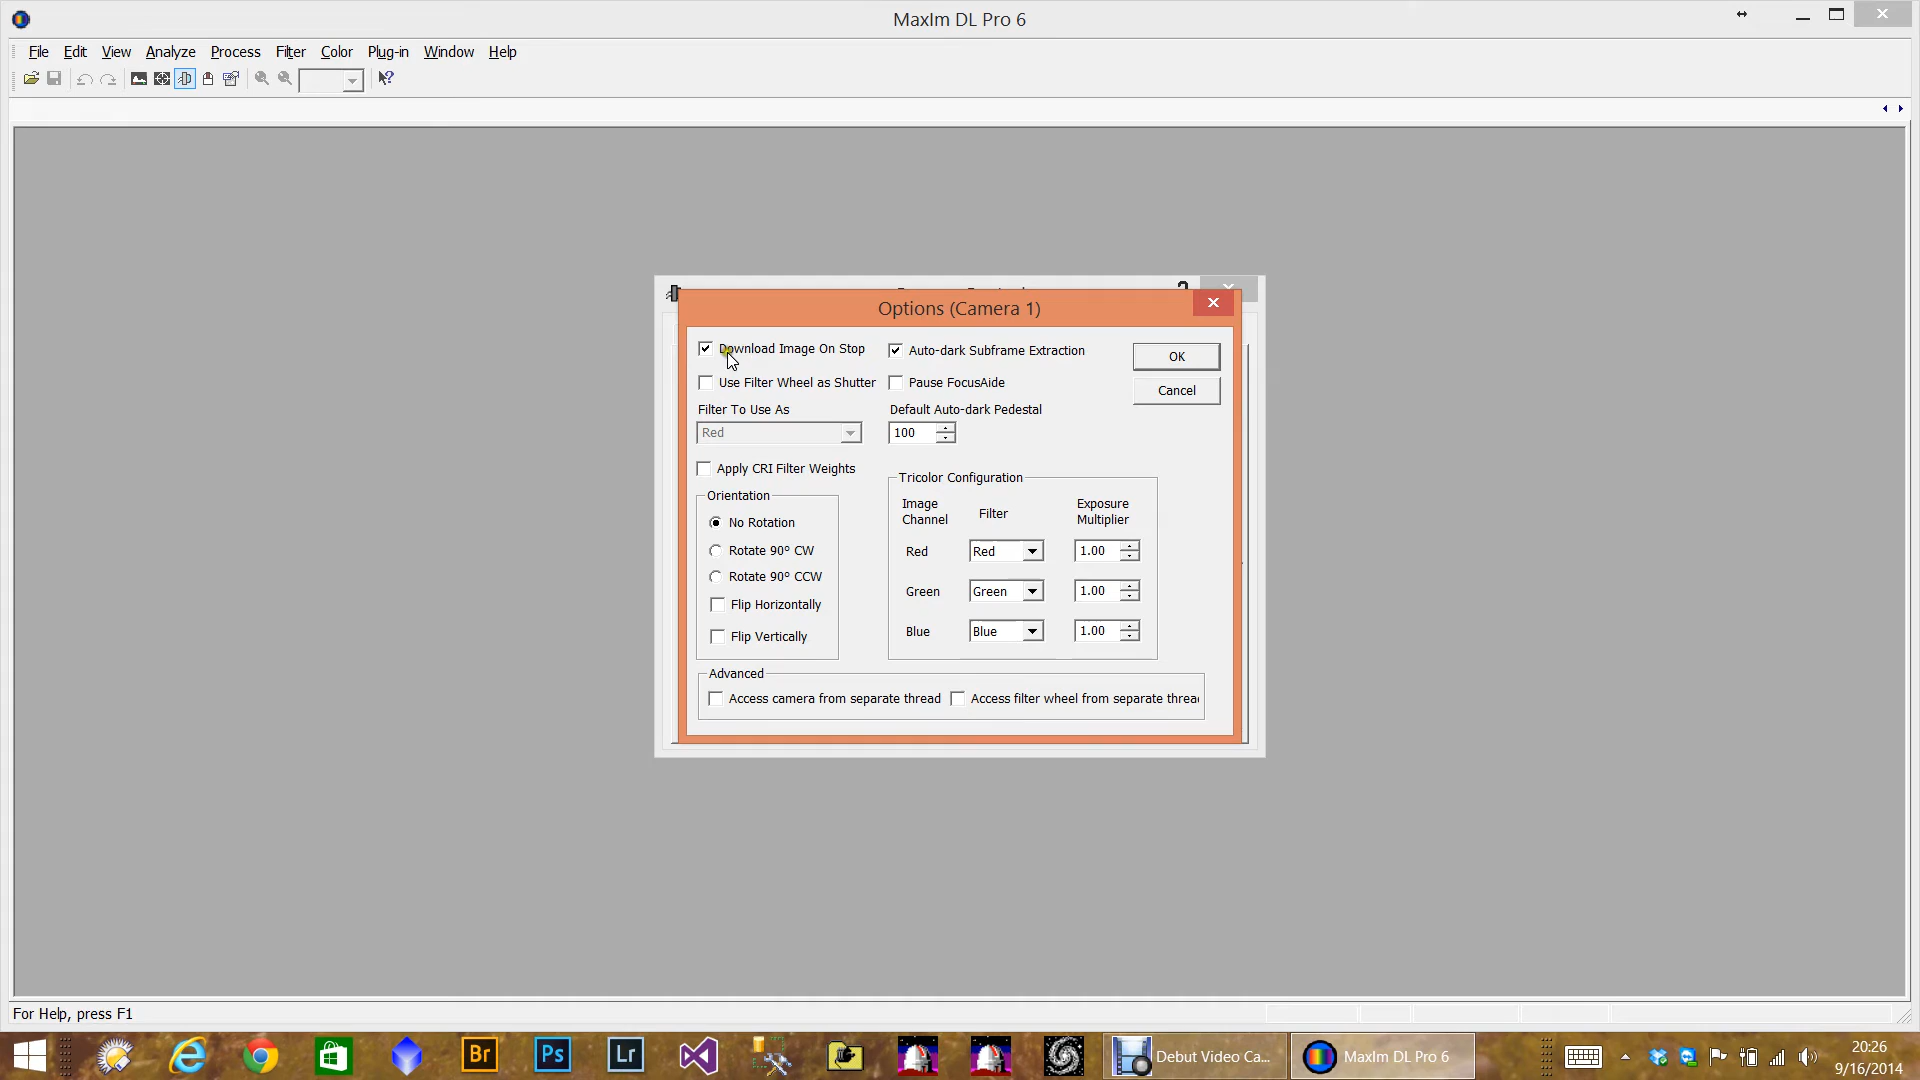 MaxIm DL Pro 6
File Edit View Analyze Process Filter Color Plug-in Window Help
Options (Camera 1)
Download Image On Stop
Auto-dark Subframe Extraction
OK
Use Filter Wheel as Shutter
Pause FocusAide
Cancel
Filter To Use As
Default Auto-dark Pedestal
Red
100
Apply CRI Filter Weights
Tricolor Configuration
Orientation
Image Channel
Filter
Exposure Multiplier
No Rotation
Rotate 90º CW
Red
Red
1.00
Rotate 90º CCW
Green
Green
1.00
Flip Horizontally
Blue
Blue
1.00
Flip Vertically
Advanced
Access camera from separate thread
Access filter wheel from separate threa
For Help, press F1
Br
Ps
Lr
Debut Video Ca...
MaxIm DL Pro 6
20:26
9/16/2014